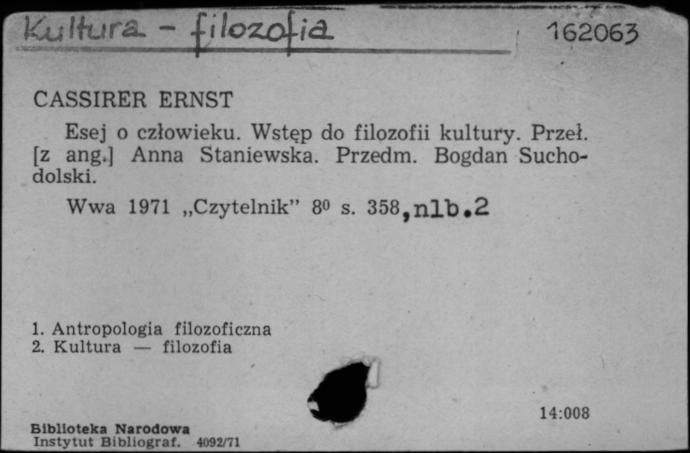 Kultura - filozofia 162063
CASSIRER ERNST
Esej o człowieku. Wstęp do filozofii kultury. Przeł.
[z ang.] Anna Staniewska. Przedm. Bogdan Sucho-
dolski.
Wwa 1971 „Czytelnik” 8⁰ s. 358, nlb.2
1. Antropologia filozoficzna
2. Kultura — filozofia
14:008
Biblioteka Narodowa
Instytut Bibliograf. 4092/71